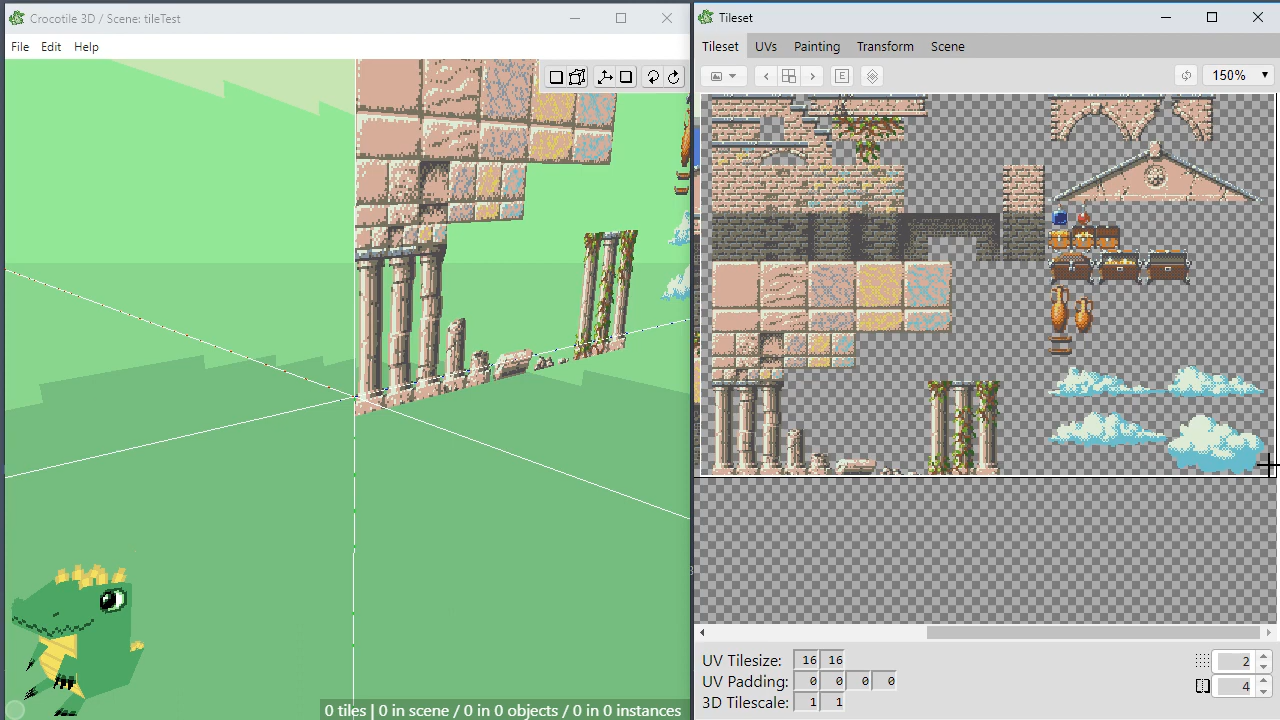 Crocotile 3D / Scene: tileTest
File Edit Help
0 tiles | 0 in scene / 0 in 0 objects / 0 in 0 instances
Tileset
Tileset UVs Painting Transform Scene
E 150%
UV Tilesize: 16 16 2
UV Padding: 0 0 0 0 4
3D Tilescale: 1 1